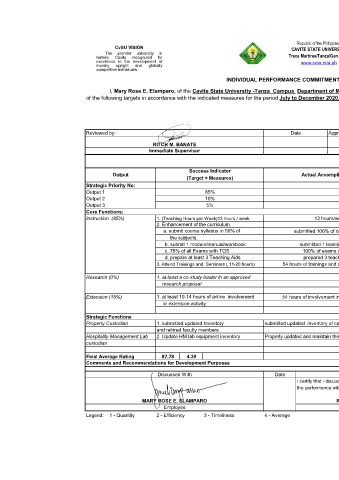 CvSU VISION
The premier university in
historic Cavite recognized for
excellence in the development of
morally upright and globally
competitive individuals.
Republic of the Philippine
CAVITE STATE UNIVERS
Trece Martires/Tanza/Gen.
www.cvsu.edu.ph
INDIVIDUAL PERFORMANCE COMMITMENT
I, Mary Rose E. Elamparo, of the Cavite State University -Tanza Campus, Department of M
of the following targets in accordance with the indicated measures for the period July to December 2020.
Reviewed by: Date Appr
RITCH M. BANATE
Immediate Supervisor
Output Success Indicator (Target + Measures) Actual Accompli
Strategic Priority No:
Output 1 85%
Output 2 10%
Output 3 5%
Core Functions:
Instruction (85%) 1. (Teaching Hours per Week)/13 hours / week 13 hours/w
2. Enhancement of the curriculum
a. submit course syllabus in 50% of submitted 100% of c
the subjects.
b. submit 1 module/manual/workbook submitted 1 learni
c. 75% of all Exams with TOS 100% of exams
d. prepare at least 3 Teaching Aids prepared 3 teach
3. Attend Trainings and Seminars ( 11-20 hours) 54 hours of trainings and
Research (0%) 1. at least a co-study leader in an approved
research proposal
Extension (15%) 1. at least 10-14 hours of active involvement 54 hours of involvement in
in extension activity
Strategic Functions
Property Custodian 1. submitted updated Inventory submitted updated inventory of ca
and retired faculty members
Hospitality Management Lab 2. Update HM lab equipment inventory Property updated and maintain the
custodian
Final Average Rating 87.78 4.39
Comments and Recommendations for Development Purposes
Discussed With Date
I certify that I discus
the performance with
MARY ROSE E. ELAMPARO R
Employee
Legend: 1 - Quantity 2 - Efficiency 3 - Timeliness 4 - Average